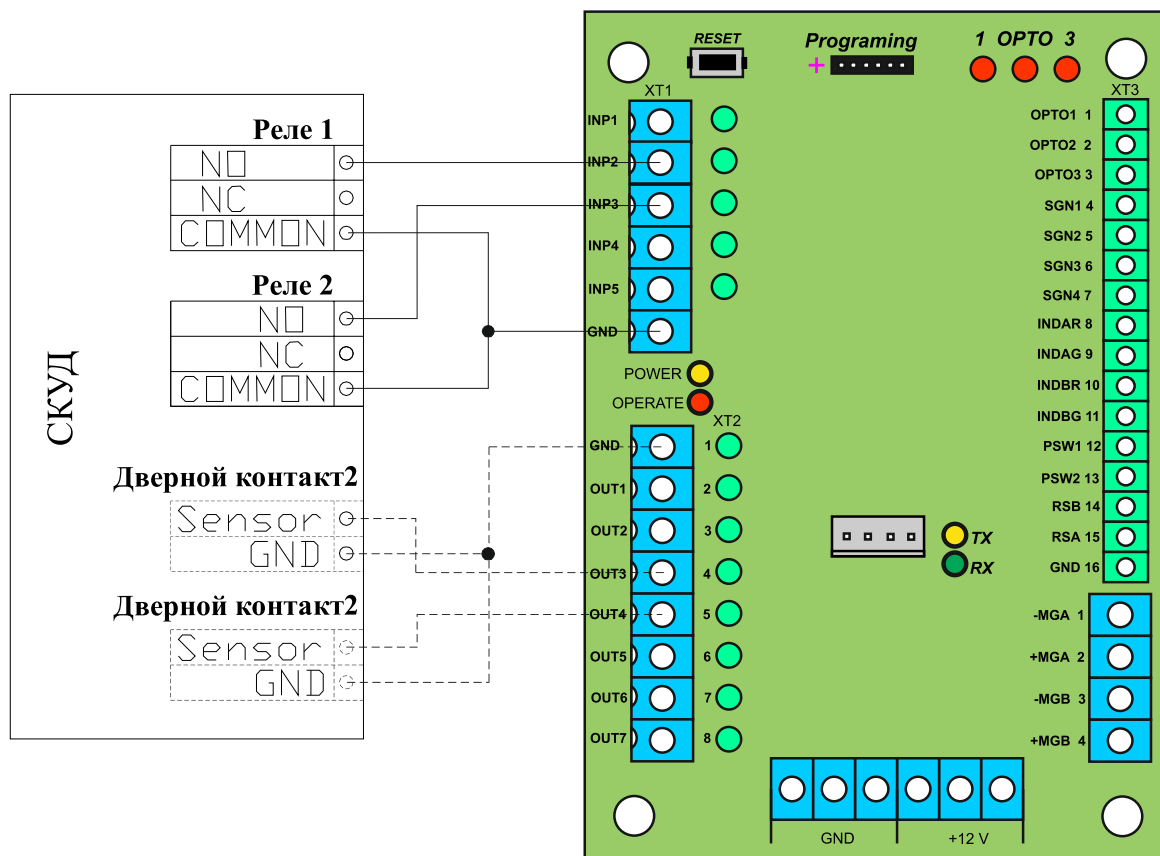 СКУД
Реле 1
NO
NC
COMMON
Реле 2
NO
NC
COMMON
Дверной контакт2
Sensor
GND
Дверной контакт2
Sensor
GND
RESET
Programing
+
1 OPTO 3
XT1
INP1
INP2
INP3
INP4
INP5
GND
POWER
OPERATE
XT2
GND 1
OUT1 2
OUT2 3
OUT3 4
OUT4 5
OUT5 6
OUT6 7
OUT7 8
TX
RX
XT3
OPTO1 1
OPTO2 2
OPTO3 3
SGN1 4
SGN2 5
SGN3 6
SGN4 7
INDAR 8
INDAG 9
INDBR 10
INDBG 11
PSW1 12
PSW2 13
RSB 14
RSA 15
GND 16
-MGA 1
+MGA 2
-MGB 3
+MGB 4
GND
+12 V